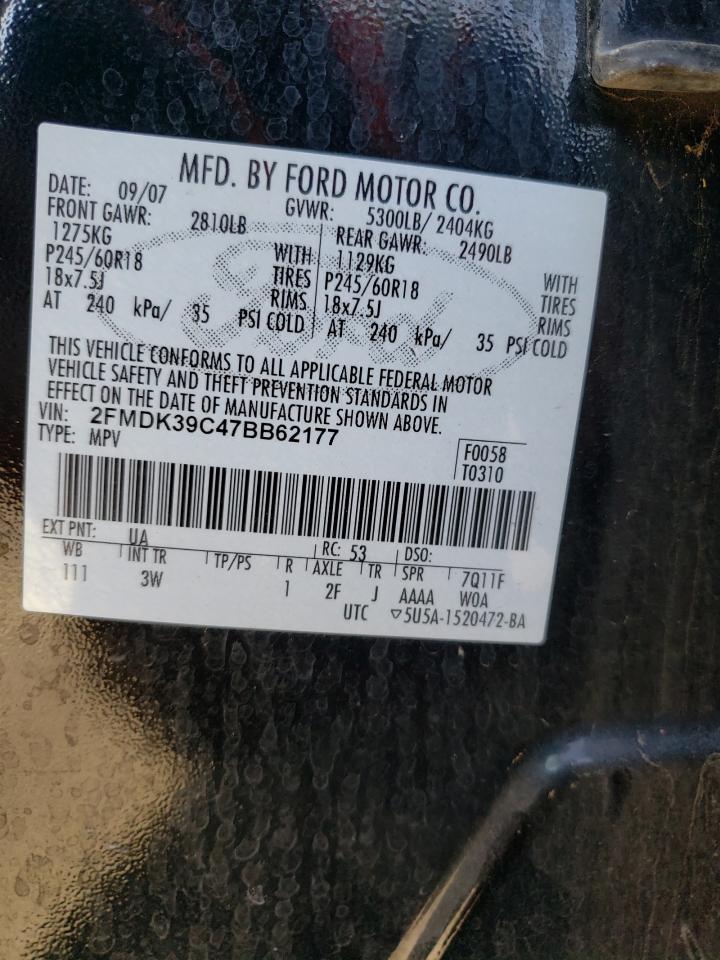 MFD. BY FORD MOTOR CO.
DATE: 09/07 GVWR: 5300LB/ 2404KG
FRONT GAWR: 2810LB REAR GAWR: 2490LB
1275KG WITH 1129KG WITH
P245/60R18 TIRES P245/60R18 TIRES
18x7.5J RIMS 18x7.5J RIMS
AT 240 kPa/ 35 PSI COLD AT 240 kPa/ 35 PSI COLD
Ford
THIS VEHICLE CONFORMS TO ALL APPLICABLE FEDERAL MOTOR
VEHICLE SAFETY AND THEFT PREVENTION STANDARDS IN
EFFECT ON THE DATE OF MANUFACTURE SHOWN ABOVE.
VIN: 2FMDK39C47BB62177
TYPE: MPV
F0058
T0310
EXT PNT: UA RC: 53 DSO:
WB INT TR TP/PS R AXLE TR SPR 7Q11F
111 3W 1 2F J AAAA W0A
UTC ▽5U5A-1520472-BA